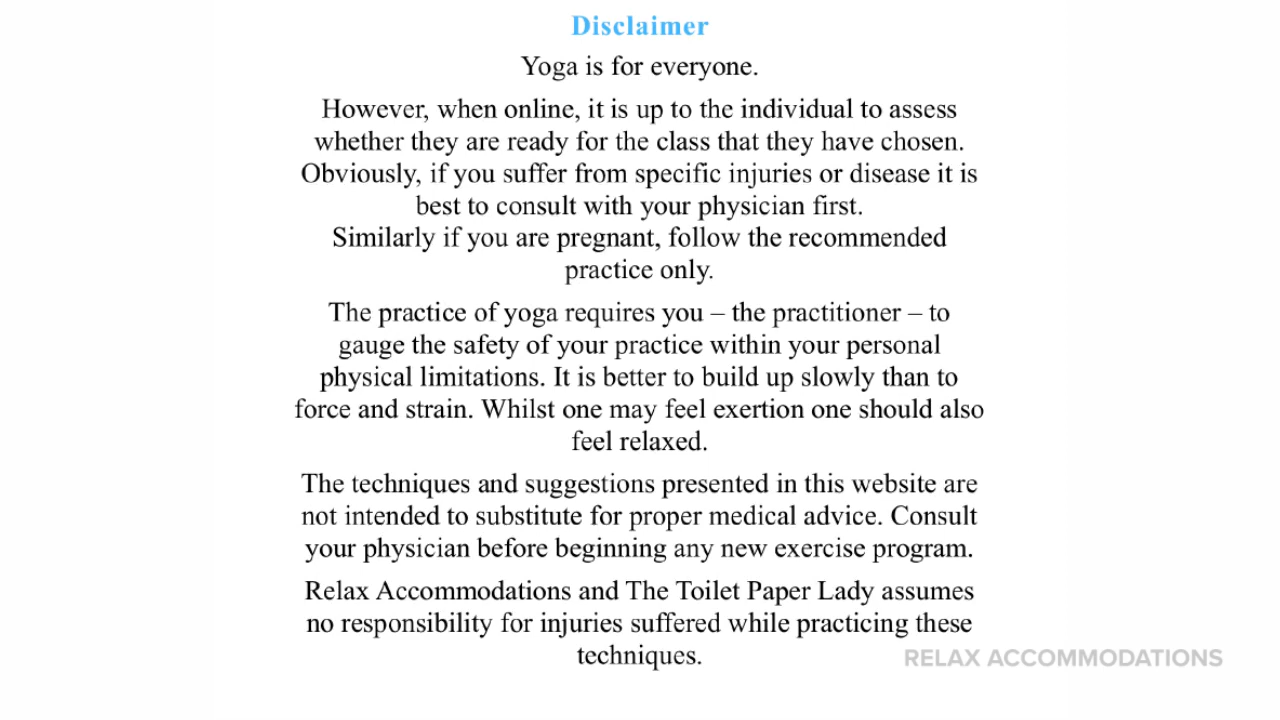 Disclaimer
Yoga is for everyone.
However, when online, it is up to the individual to assess
whether they are ready for the class that they have chosen.
Obviously, if you suffer from specific injuries or disease it is
best to consult with your physician first.
Similarly if you are pregnant, follow the recommended
practice only.
The practice of yoga requires you – the practitioner – to
gauge the safety of your practice within your personal
physical limitations. It is better to build up slowly than to
force and strain. Whilst one may feel exertion one should also
feel relaxed.
The techniques and suggestions presented in this website are
not intended to substitute for proper medical advice. Consult
your physician before beginning any new exercise program.
Relax Accommodations and The Toilet Paper Lady assumes
no responsibility for injuries suffered while practicing these
techniques.
RELAX ACCOMMODATIONS